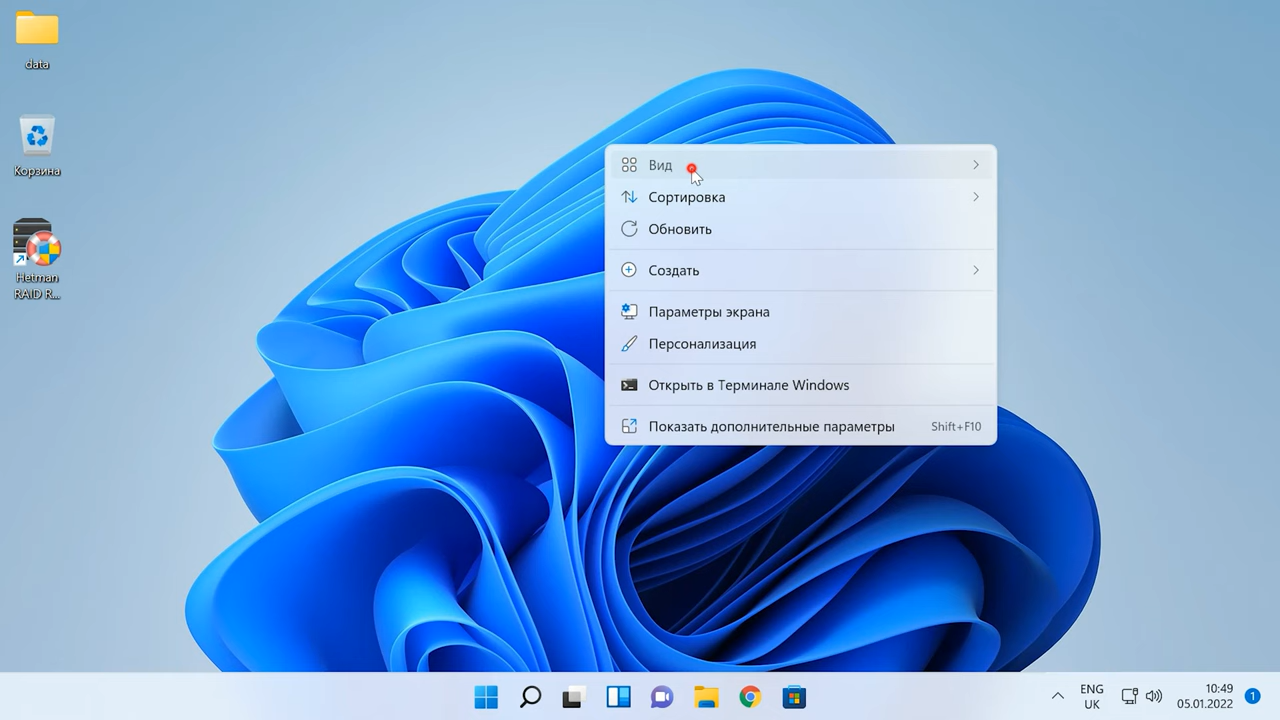 data
Корзина
Hetman
RAID R...
Вид
Сортировка
Обновить
Создать
Параметры экрана
Персонализация
Открыть в Терминале Windows
Показать дополнительные параметры Shift+F10
ENG
UK
10:49
05.01.2022
1